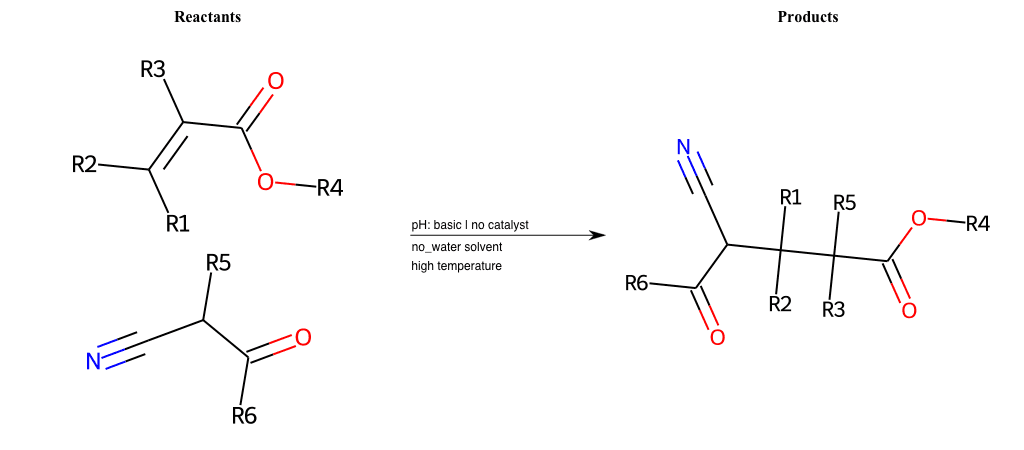 Reactants
Products
R3
O
R2
O
R4
R1
R5
N
O
R6
pH: basic | no catalyst
no_water solvent
high temperature
N
R1
R5
O
R4
R6
R2
R3
O
O